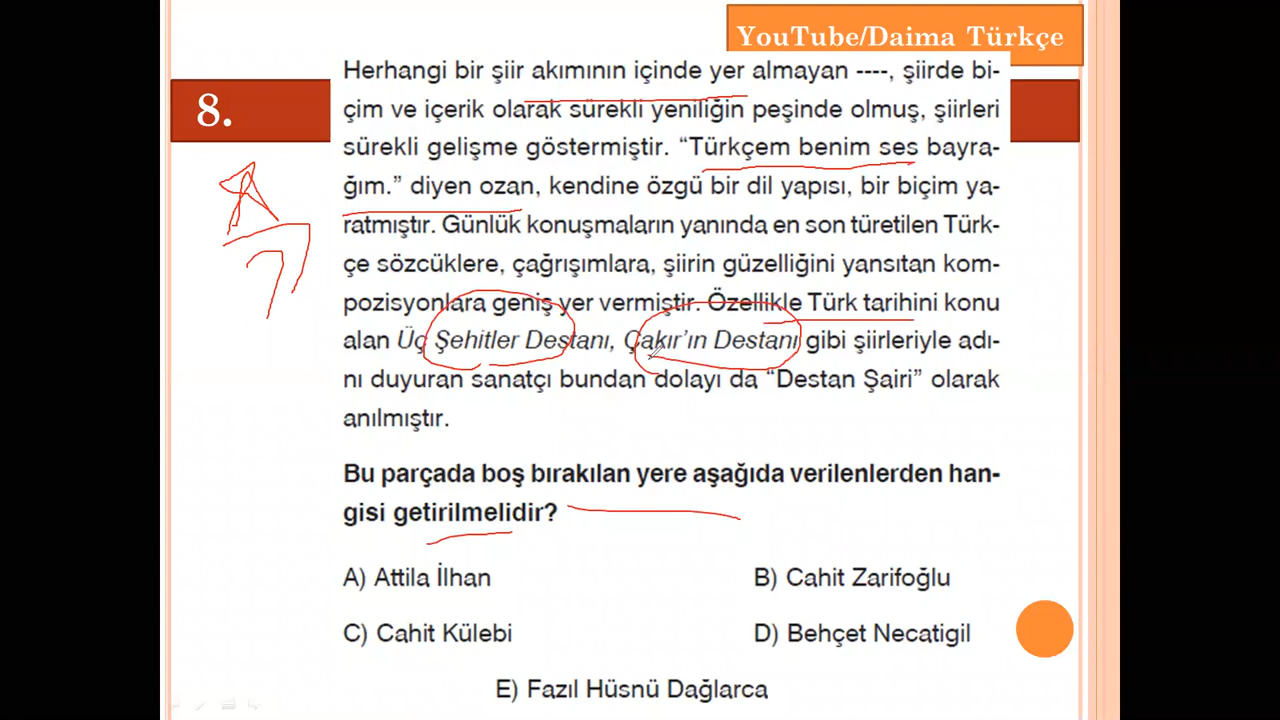 YouTube/Daima Türkçe
8.
Herhangi bir şiir akımının içinde yer almayan ----, şiirde bi-
çim ve içerik olarak sürekli yeniliğin peşinde olmuş, şiirleri
sürekli gelişme göstermiştir. “Türkçem benim ses bayra-
ğım.” diyen ozan, kendine özgü bir dil yapısı, bir biçim ya-
ratmıştır. Günlük konuşmaların yanında en son türetilen Türk-
çe sözcüklere, çağrışımlara, şiirin güzelliğini yansıtan kom-
pozisyonlara geniş yer vermiştir. Özellikle Türk tarihini konu
alan Üç Şehitler Destanı, Çakır’ın Destanı gibi şiirleriyle adı-
nı duyuran sanatçı bundan dolayı da “Destan Şairi” olarak
anılmıştır.
Bu parçada boş bırakılan yere aşağıda verilenlerden han-
gisi getirilmelidir?
A) Attila İlhan
B) Cahit Zarifoğlu
C) Cahit Külebi
D) Behçet Necatigil
E) Fazıl Hüsnü Dağlarca